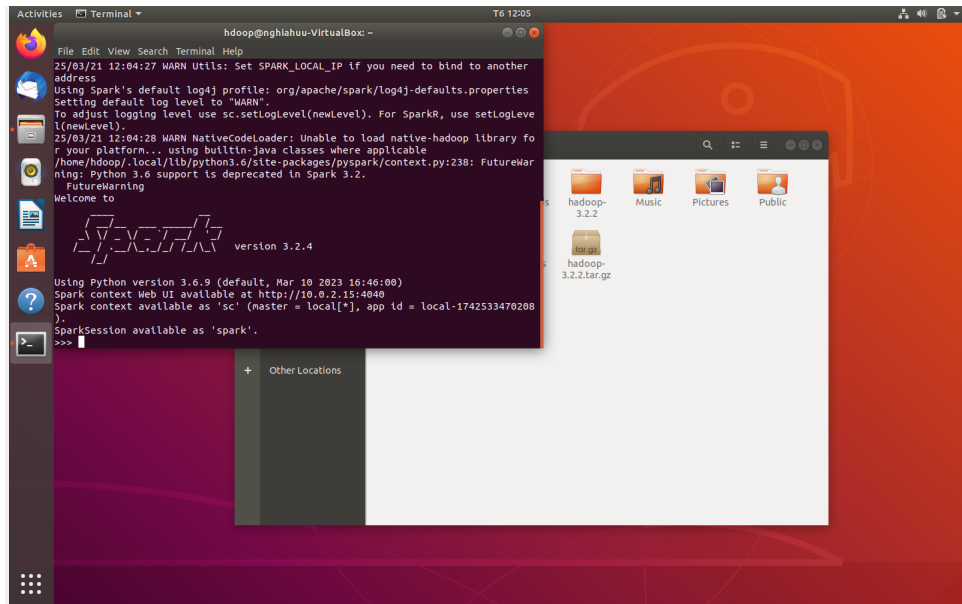 Activities Terminal T6 12:05
hdoop@nghiahuu-VirtualBox: ~
File Edit View Search Terminal Help
25/03/21 12:04:27 WARN Utils: Set SPARK_LOCAL_IP if you need to bind to another
address
Using Spark's default log4j profile: org/apache/spark/log4j-defaults.properties
Setting default log level to "WARN".
To adjust logging level use sc.setLogLevel(newLevel). For SparkR, use setLogLeve
l(newLevel).
25/03/21 12:04:28 WARN NativeCodeLoader: Unable to load native-hadoop library fo
r your platform... using builtin-java classes where applicable
/home/hdoop/.local/lib/python3.6/site-packages/pyspark/context.py:238: FutureWar
ning: Python 3.6 support is deprecated in Spark 3.2.
FutureWarning
Welcome to
Spark
version 3.2.4
Using Python version 3.6.9 (default, Mar 10 2023 16:46:00)
Spark context Web UI available at http://10.0.2.15:4040
Spark context available as 'sc' (master = local[*], app id = local-1742533470208
).
SparkSession available as 'spark'.
>>>
hadoop-
3.2.2
Music
Pictures
Public
tar.gz
hadoop-
3.2.2.tar.gz
+ Other Locations